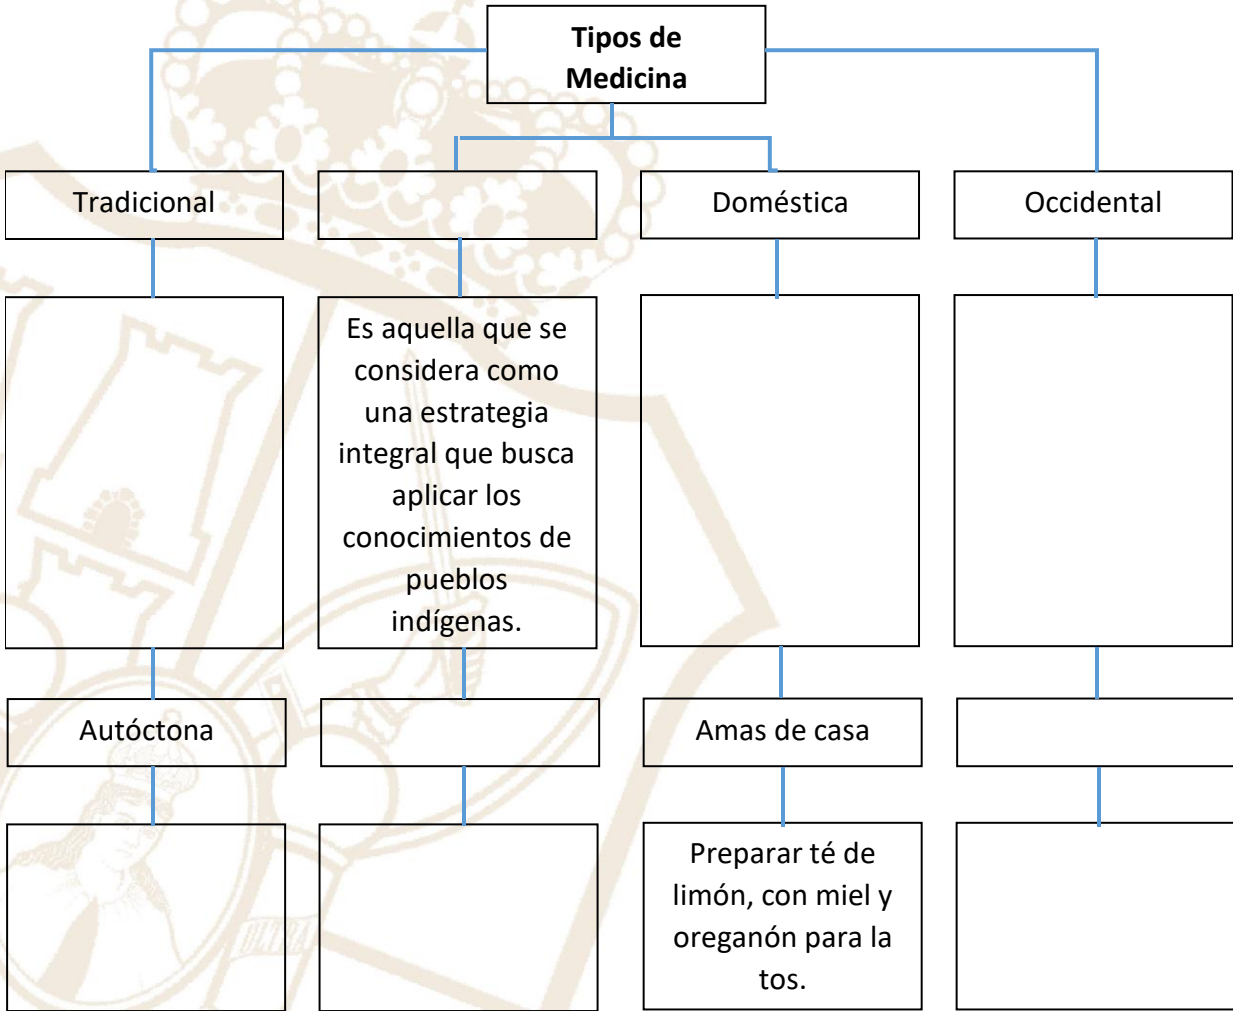 Tipos de
Medicina
Tradicional
Doméstica
Occidental
Es aquella que se
considera como
una estrategia
integral que busca
aplicar los
conocimientos de
pueblos
indígenas.
Autóctona
Amas de casa
Preparar té de
limón, con miel y
oreganón para la
tos.